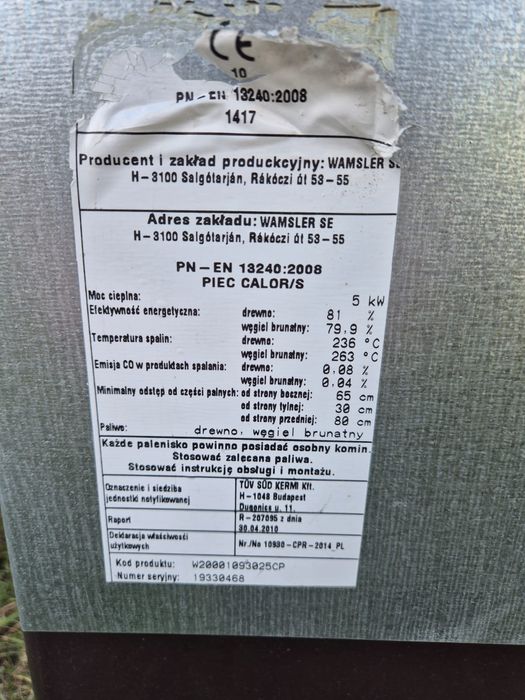 CE
10
PN-EN 13240:2008
1417
Producent i zakład produckcyjny: WAMSLER SE
H-3100 Salgótarján, Rákóczi út 53-55
Adres zakładu: WAMSLER SE
H-3100 Salgótarján, Rákóczi út 53-55
PN-EN 13240:2008
PIEC CALOR/S
Moc cieplna: 5 kW
Efektywność energetyczna: drewno: 81 %
węgiel brunatny: 79,9 %
Temperatura spalin: drewno: 236 °C
węgiel brunatny: 263 °C
Emisja CO w produktach spalania: drewno: 0,08 %
węgiel brunatny: 0,04 %
Minimalny odstęp od części palnych: od strony bocznej: 65 cm
od strony tylnej: 30 cm
od strony przedniej: 80 cm
Paliwo: drewno, węgiel brunatny
Każde palenisko powinno posiadać osobny komin.
Stosować zalecana paliwa.
Stosować instrukcję obsługi i montażu.
Oznaczenie i siedziba TÜV SÜD KERMI Kft.
jednostki notyfikowanej H-1048 Budapest
Dugonics u. 11.
Raport R-207095 z dnia
30.04.2010
Deklaracja właściwości
użytkowych Nr./No 10930-CPR-2014_PL
Kod produktu: W20001093025CP
Numer seryjny: 19330468